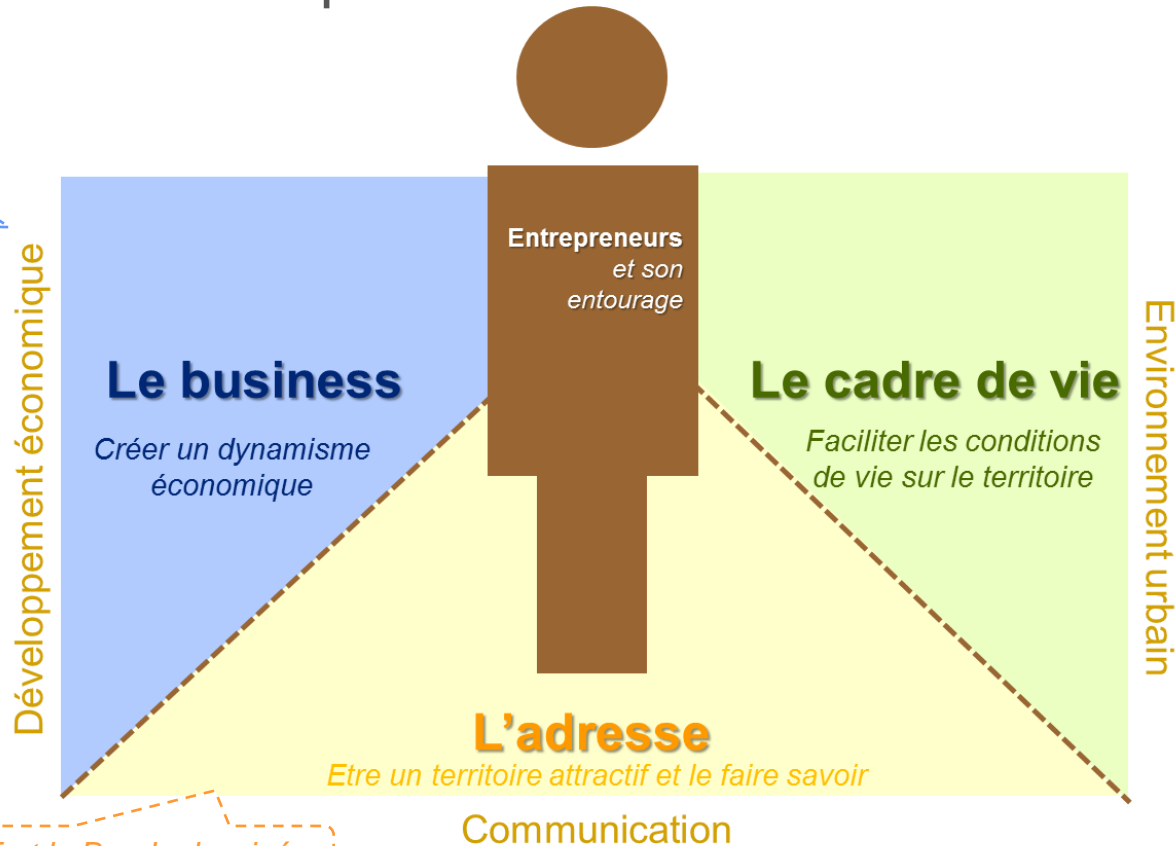 Entrepreneurs
et son
entourage
Développement économique
Le business
Créer un dynamisme
économique
Le cadre de vie
Faciliter les conditions
de vie sur le territoire
Environnement urbain
L'adresse
Etre un territoire attractif et le faire savoir
Communication